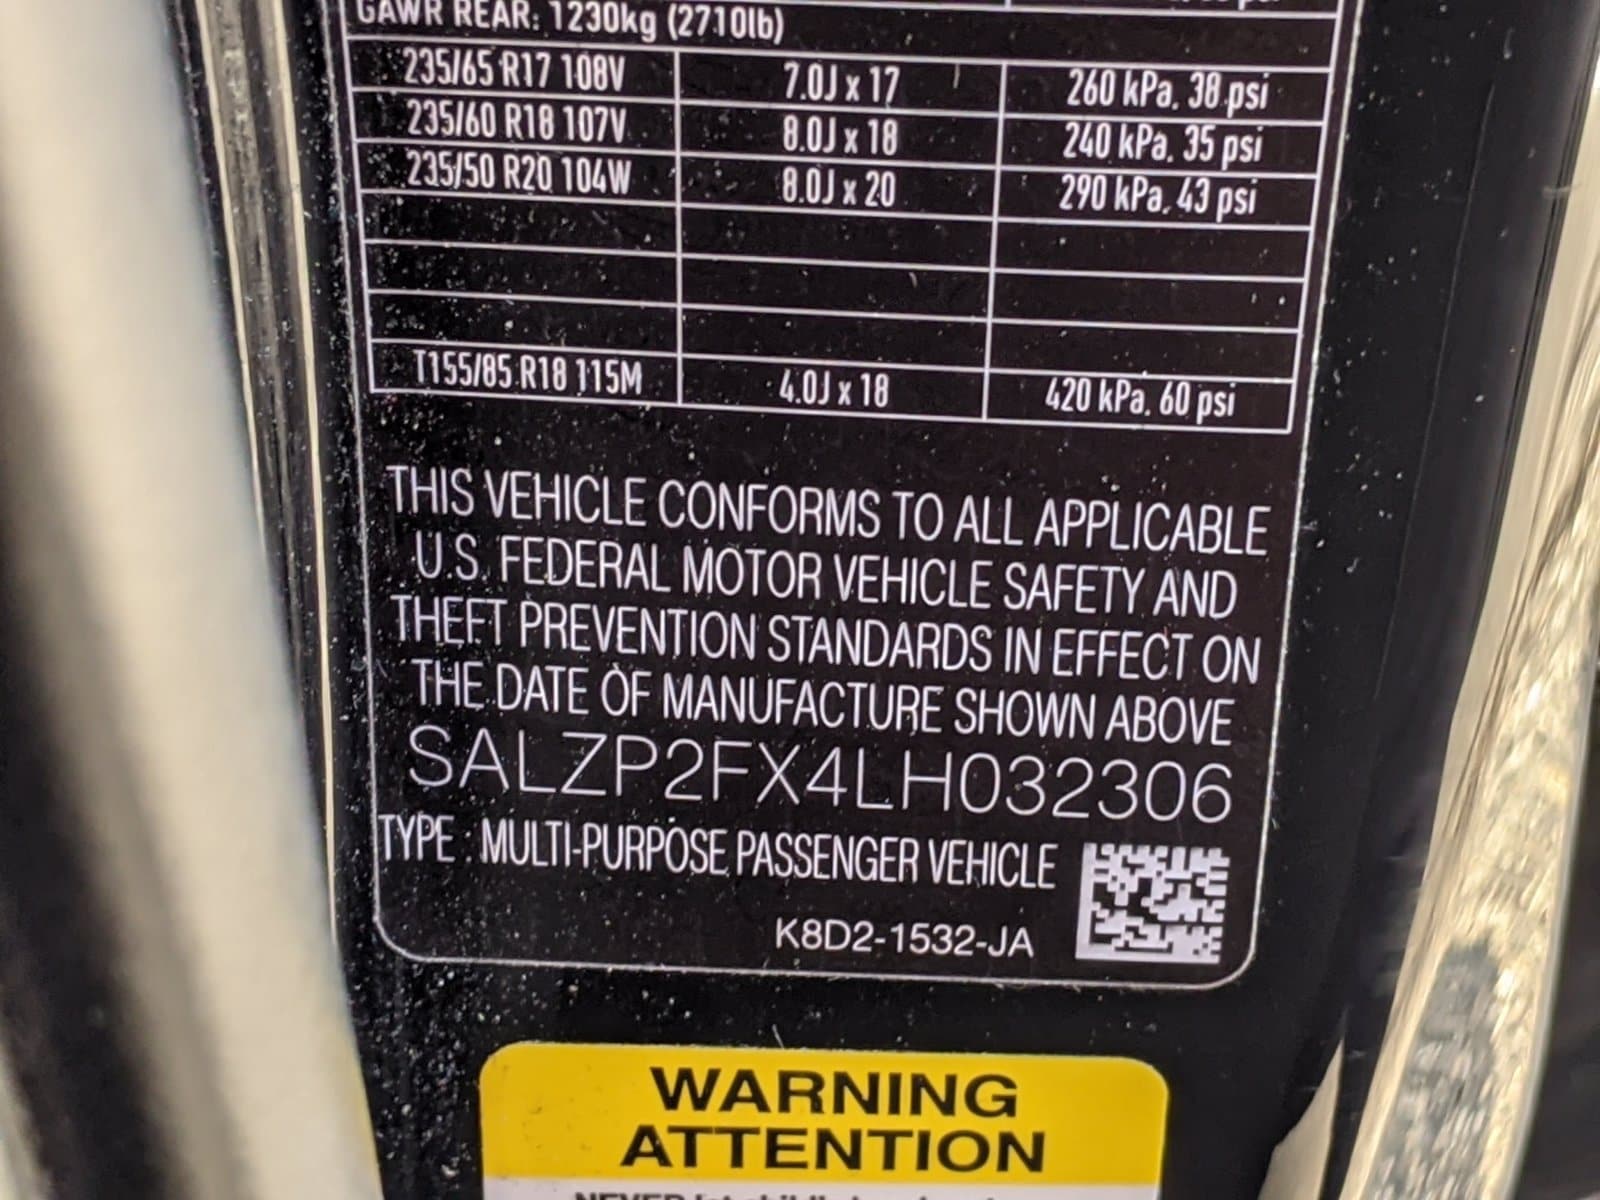 GAWR REAR: 1230kg (2710lb)
235/65 R17 108V 7.0J x 17 260 kPa, 38 psi
235/60 R18 107V 8.0J x 18 240 kPa, 35 psi
235/50 R20 104W 8.0J x 20 290 kPa, 43 psi
T155/85 R18 115M 4.0J x 18 420 kPa, 60 psi
THIS VEHICLE CONFORMS TO ALL APPLICABLE
U.S. FEDERAL MOTOR VEHICLE SAFETY AND
THEFT PREVENTION STANDARDS IN EFFECT ON
THE DATE OF MANUFACTURE SHOWN ABOVE
SALZP2FX4LH032306
TYPE : MULTI-PURPOSE PASSENGER VEHICLE
K8D2-1532-JA
WARNING
ATTENTION
NEVER let